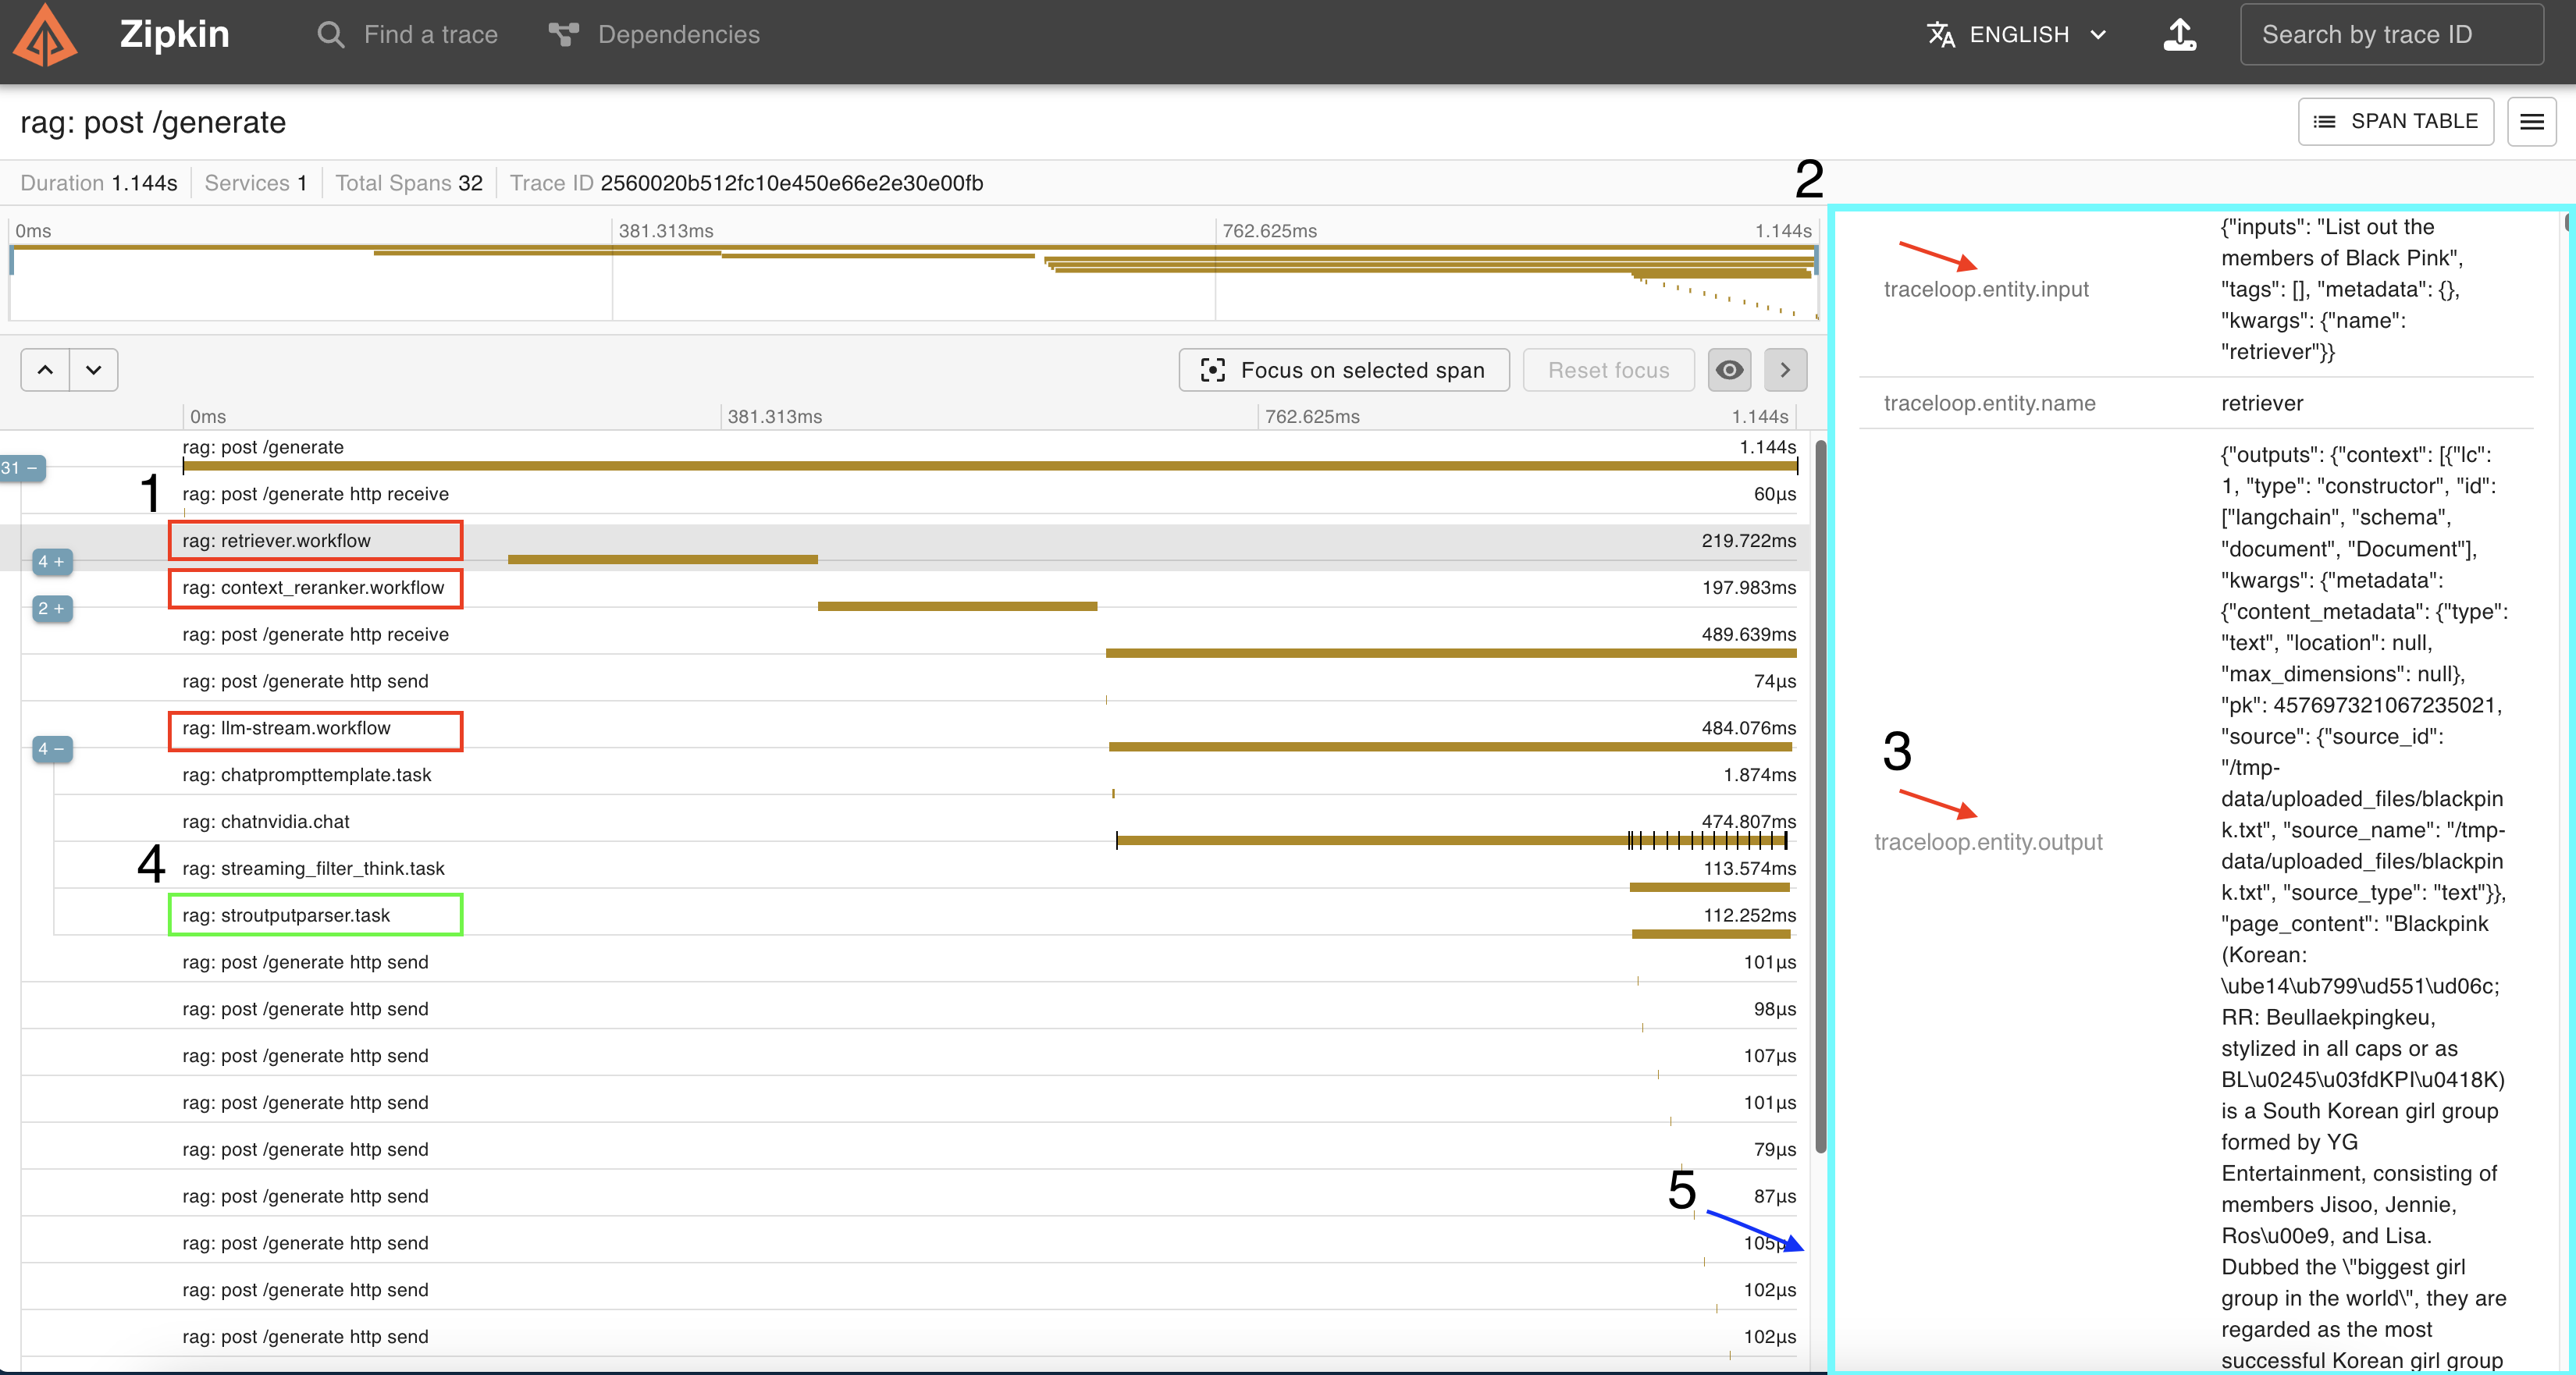 Zipkin
Find a trace
Dependencies
ENGLISH
Search by trace ID
rag: post /generate
SPAN TABLE
Duration 1.144s
Services 1
Total Spans 32
Trace ID 2560020b512fc10e450e66e2e30e00fb
2
0ms
381.313ms
762.625ms
1.144s
Focus on selected span
Reset focus
0ms
381.313ms
762.625ms
1.144s
rag: post /generate
1.144s
31 −
1
rag: post /generate http receive
60µs
rag: retriever.workflow
219.722ms
4 +
rag: context_reranker.workflow
197.983ms
2 +
rag: post /generate http receive
489.639ms
rag: post /generate http send
74µs
rag: llm-stream.workflow
484.076ms
4 −
rag: chatprompttemplate.task
1.874ms
rag: chatnvidia.chat
474.807ms
4
rag: streaming_filter_think.task
113.574ms
rag: stroutputparser.task
112.252ms
rag: post /generate http send
101µs
rag: post /generate http send
98µs
rag: post /generate http send
107µs
rag: post /generate http send
101µs
rag: post /generate http send
79µs
5
rag: post /generate http send
87µs
rag: post /generate http send
105µ
rag: post /generate http send
102µs
rag: post /generate http send
102µs
traceloop.entity.input
{"inputs": "List out the
members of Black Pink",
"tags": [], "metadata": {},
"kwargs": {"name":
"retriever"}}
traceloop.entity.name
retriever
3
traceloop.entity.output
{"outputs": {"context": [{"lc":
1, "type": "constructor", "id":
["langchain", "schema",
"document", "Document"],
"kwargs": {"metadata":
{"content_metadata": {"type":
"text", "location": null,
"max_dimensions": null},
"pk": 457697321067235021,
"source": {"source_id":
"/tmp-
data/uploaded_files/blackpin
k.txt", "source_name": "/tmp-
data/uploaded_files/blackpin
k.txt", "source_type": "text"}},
"page_content": "Blackpink
(Korean:
\ube14\ub799\ud551\ud06c;
RR: Beullaekpingkeu,
stylized in all caps or as
BL\u0245\u03fdKPI\u0418K)
is a South Korean girl group
formed by YG
Entertainment, consisting of
members Jisoo, Jennie,
Ros\u00e9, and Lisa.
Dubbed the \"biggest girl
group in the world\", they are
regarded as the most
successful Korean girl group